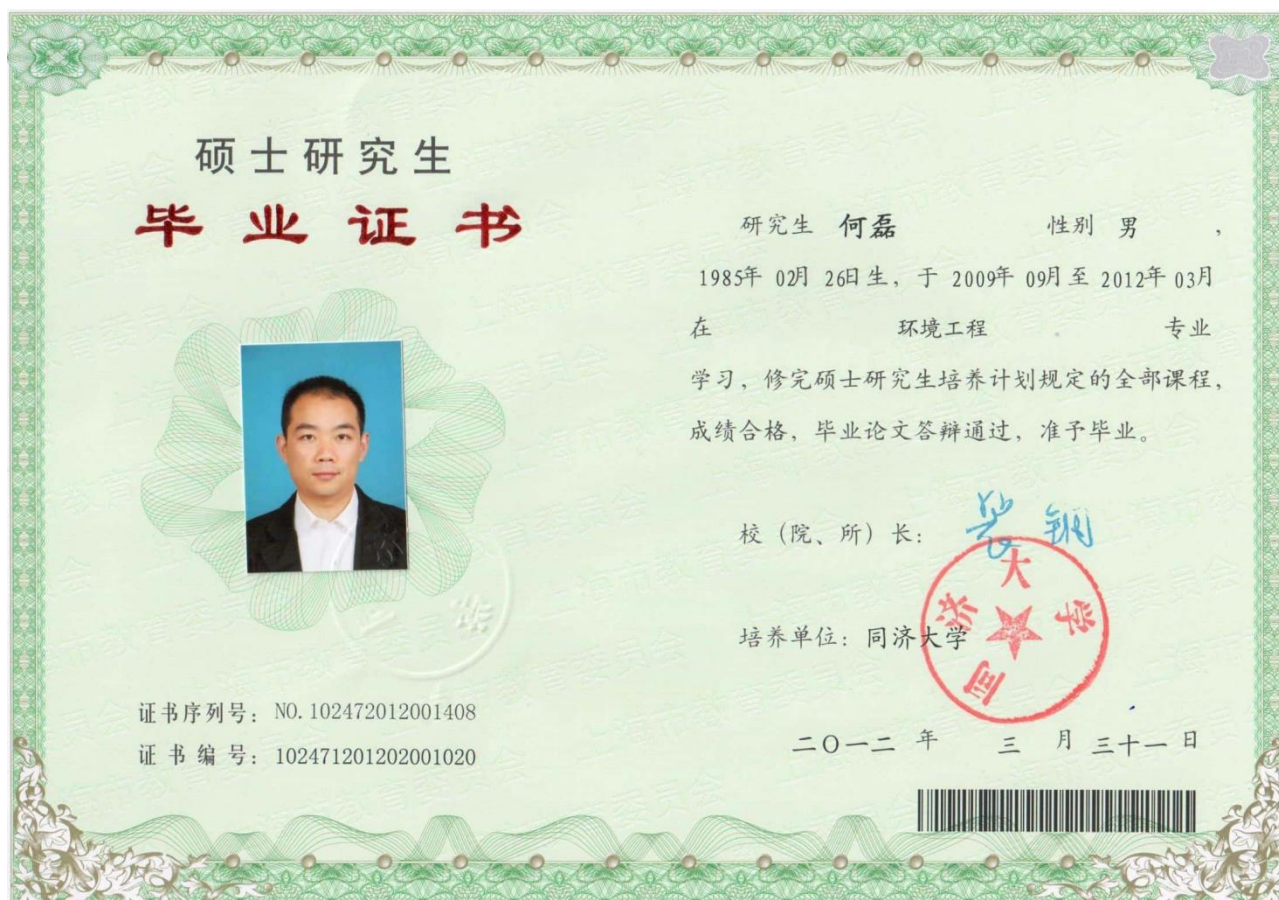 硕士研究生
毕业证书
研究生 何磊 性别 男 ，
1985年 02月 26日生，于 2009年 09月至 2012年 03月
在 环境工程 专业
学习，修完硕士研究生培养计划规定的全部课程，
成绩合格，毕业论文答辩通过，准予毕业。
校（院、所）长： 裴钢
培养单位：同济大学
同济大学
二〇一二 年 三 月 三十一 日
证书序列号： NO. 102472012001408
证 书 编 号： 102471201202001020